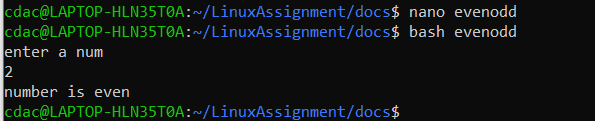 cdac@LAPTOP-HLN35T0A:~/LinuxAssignment/docs$ nano evenodd
cdac@LAPTOP-HLN35T0A:~/LinuxAssignment/docs$ bash evenodd
enter a num
2
number is even
cdac@LAPTOP-HLN35T0A:~/LinuxAssignment/docs$